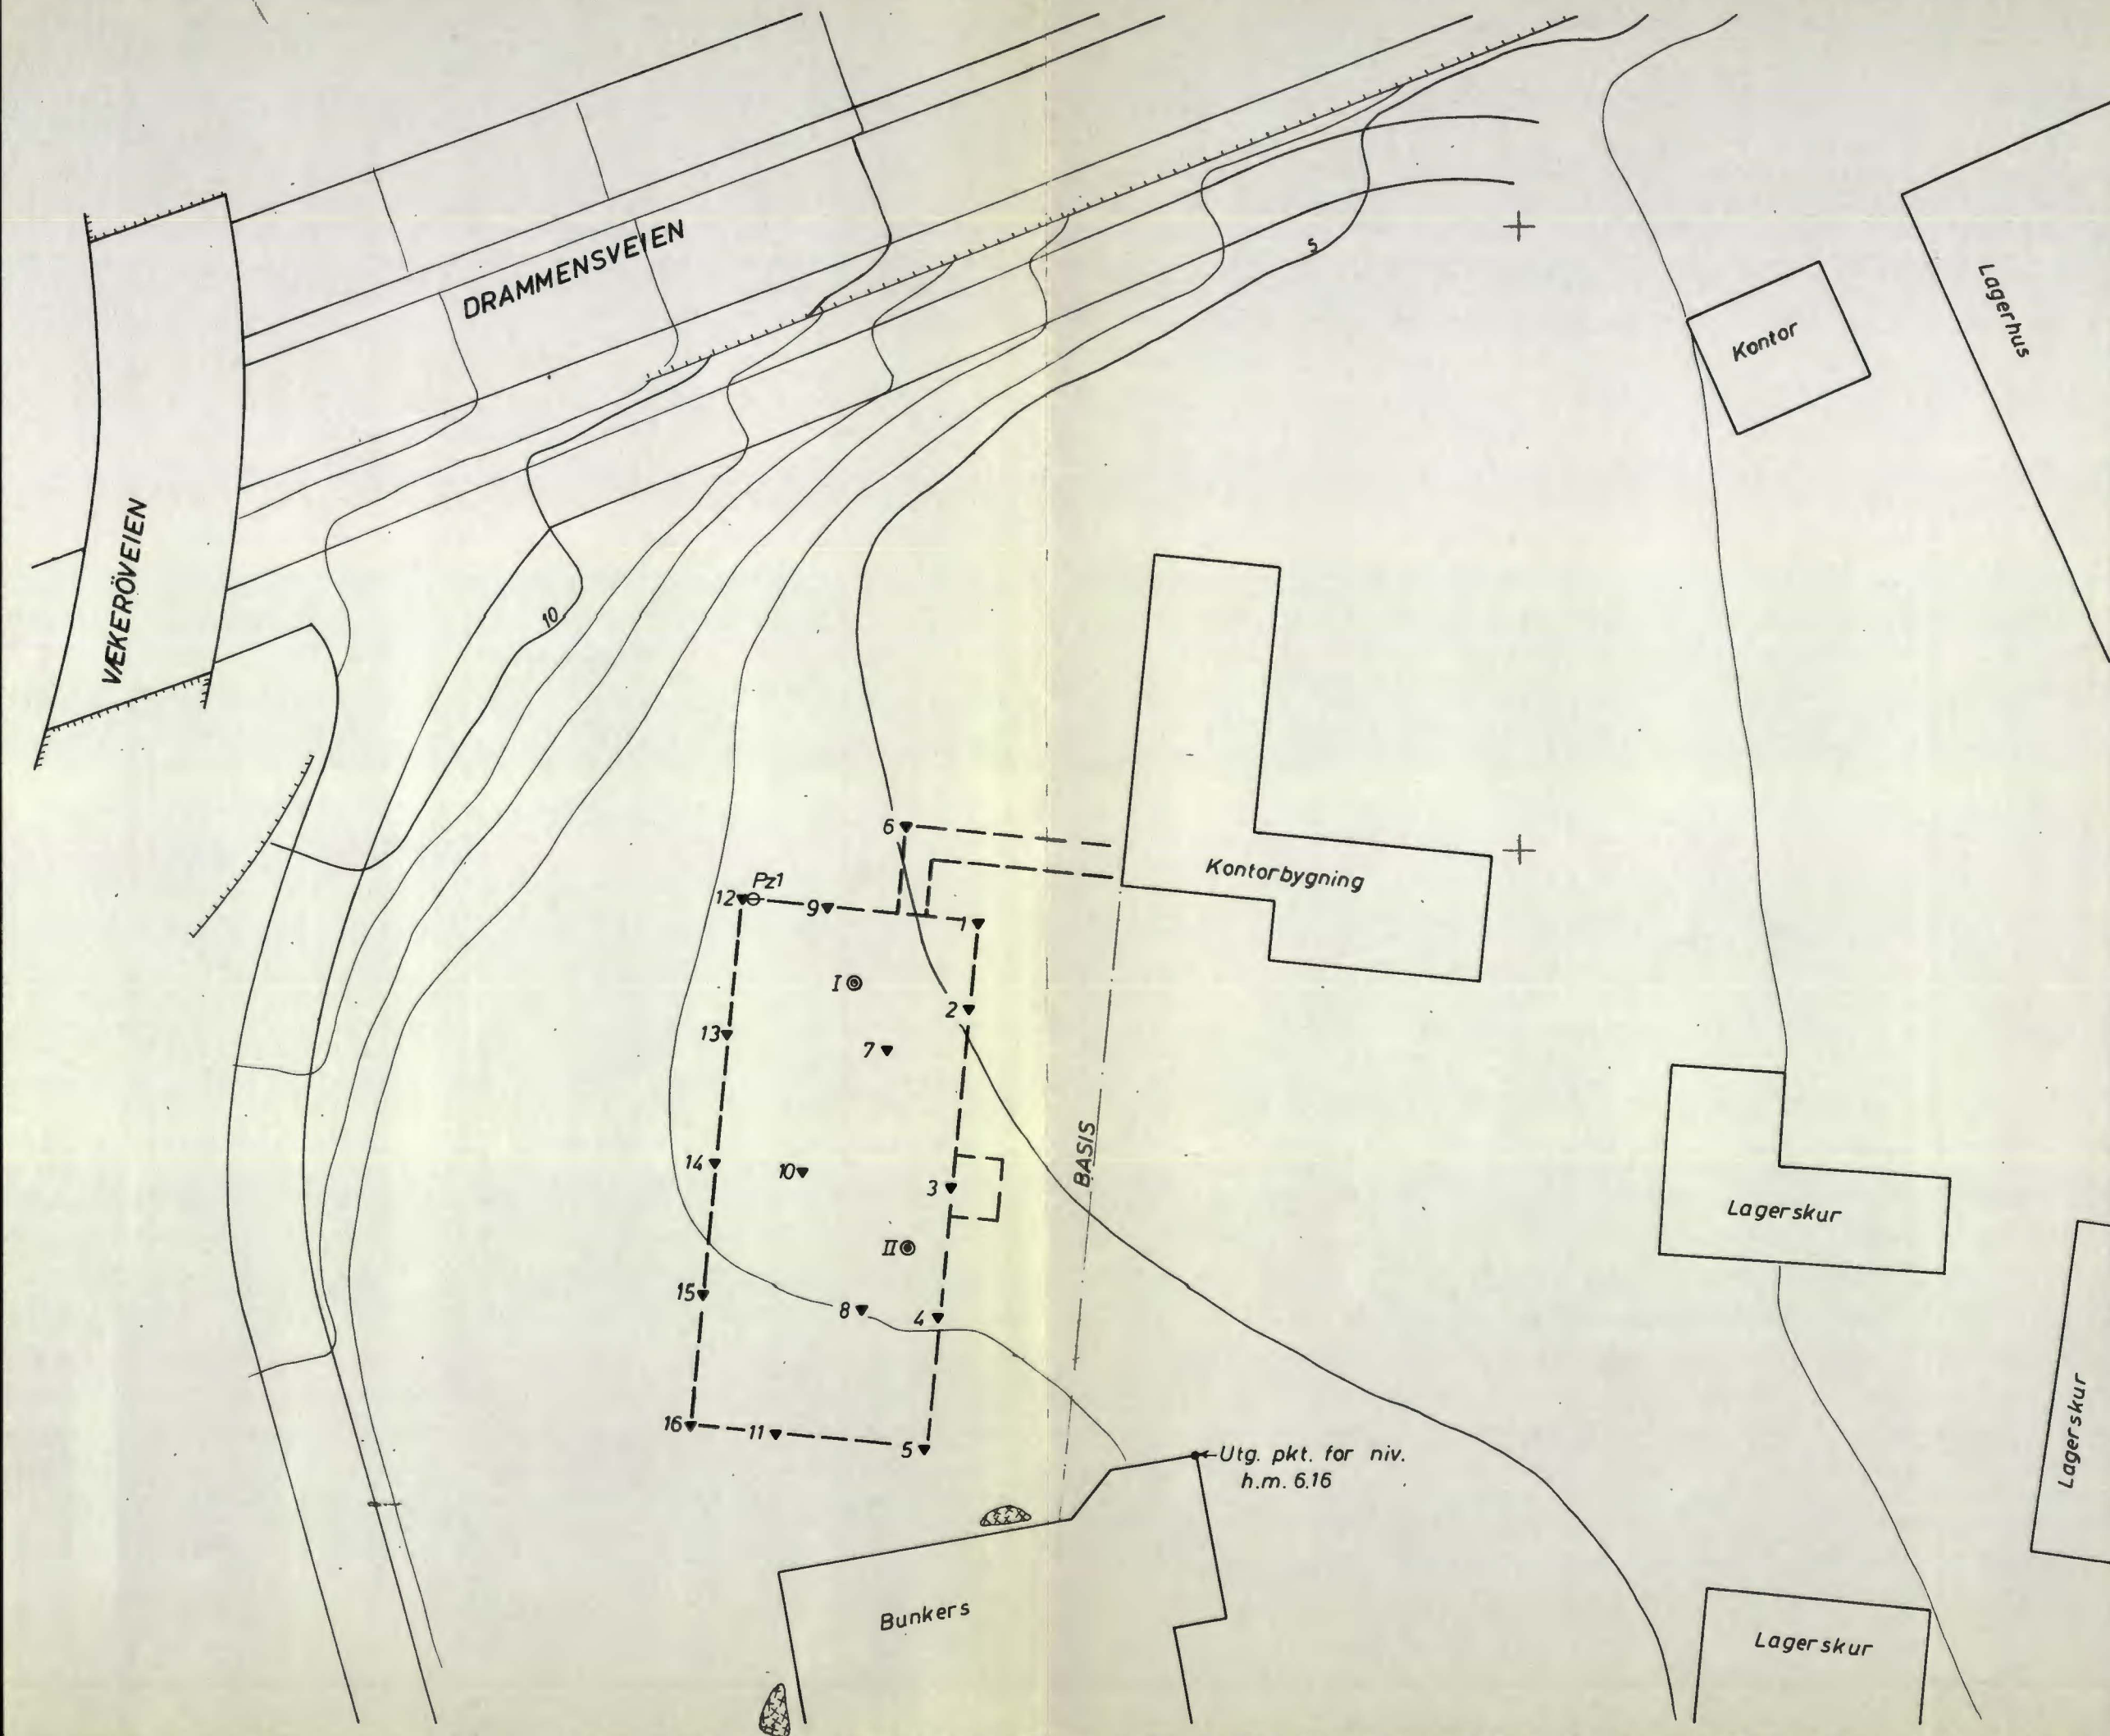 DRAMMENSVEIEN
5
Lagerhus
Kontor
VÆKERÖVEIEN
10
6
Kontorbygning
12
Pz1
9
1
I
2
13
7
BASIS
14
10
3
Lagerskur
II
15
8
4
Lagerskur
16
11
5
Utg. pkt. for niv.
h.m. 6.16
Bunkers
Lagerskur